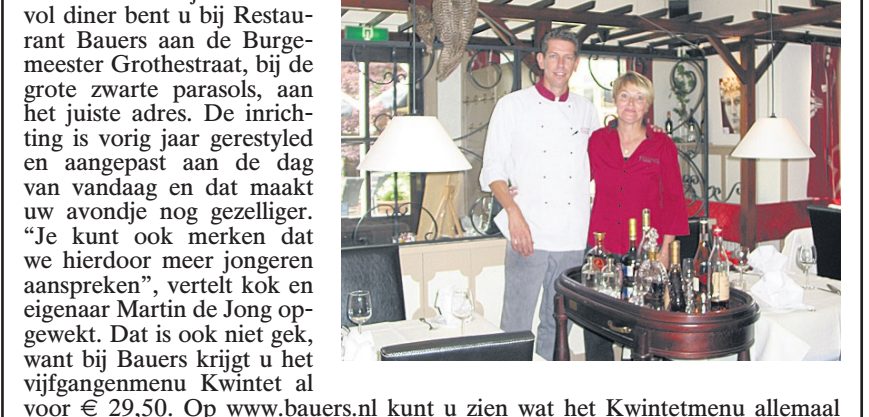 vol diner bent u bij Restau-
rant Bauers aan de Burge-
meester Grothestraat, bij de
grote zwarte parasols, aan
het juiste adres. De inrich-
ting is vorig jaar gerestyled
en aangepast aan de dag
van vandaag en dat maakt
uw avondje nog gezelliger.
“Je kunt ook merken dat
we hierdoor meer jongeren
aanspreken”, vertelt kok en
eigenaar Martin de Jong op-
gewekt. Dat is ook niet gek,
want bij Bauers krijgt u het
vijfgangenmenu Kwintet al
voor € 29,50. Op www.bauers.nl kunt u zien wat het Kwintetmenu allemaal